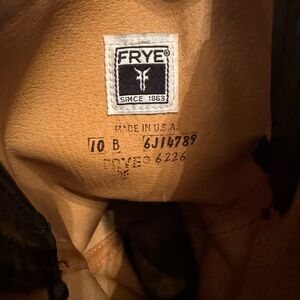 FRYE®
SINCE 1863
MADE IN U.S.A.
10 B 6J14789
FRYE® 6226